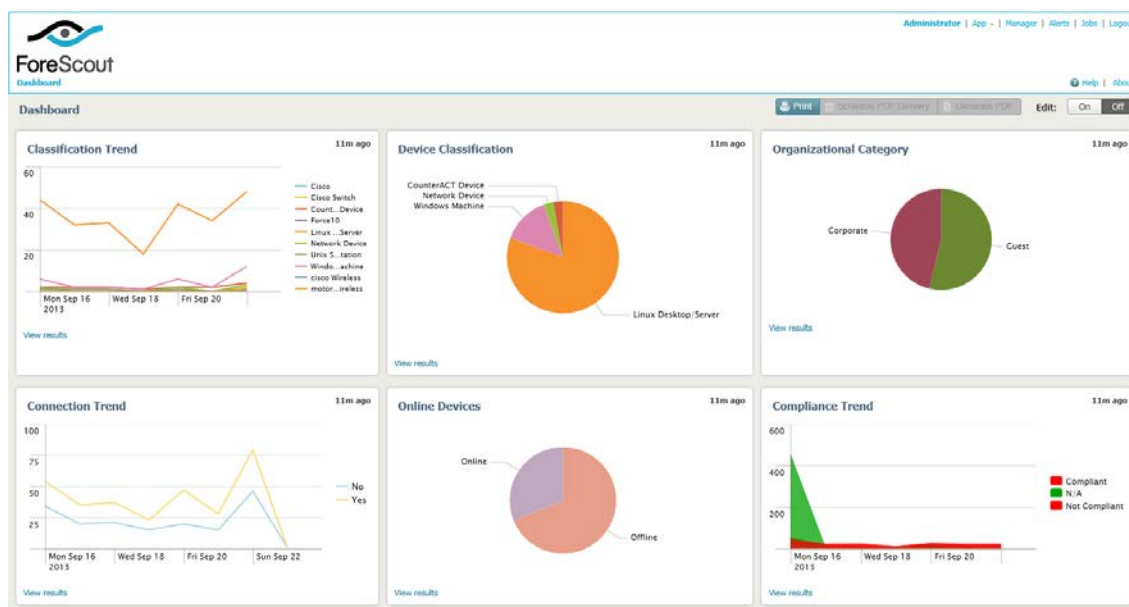 Administrator | App - | Manager | Alerts | Jobs | Logou
ForeScout
Dashboard
Help | Abou
Dashboard
Print Schedule PDF Delivery Generate PDF Edit: On Off
Classification Trend 11m ago
60
40
20
Mon Sep 16 Wed Sep 18 Fri Sep 20
2013
Cisco
Cisco Switch
Count...Device
Force10
Linux ...Server
Network Device
Unix S...tation
Windo...achine
cisco Wireless
motor...ireless
View results
Device Classification 11m ago
CounterACT Device
Network Device
Windows Machine
Linux Desktop/Server
View results
Organizational Category 11m ago
Corporate
Guest
View results
Connection Trend 11m ago
100
75
50
25
No
Yes
Mon Sep 16 Wed Sep 18 Fri Sep 20 Sun Sep 22
2013
View results
Online Devices 11m ago
Online
Offline
View results
Compliance Trend 11m ago
600
400
200
Compliant
N/A
Not Compliant
Mon Sep 16 Wed Sep 18 Fri Sep 20
2013
View results